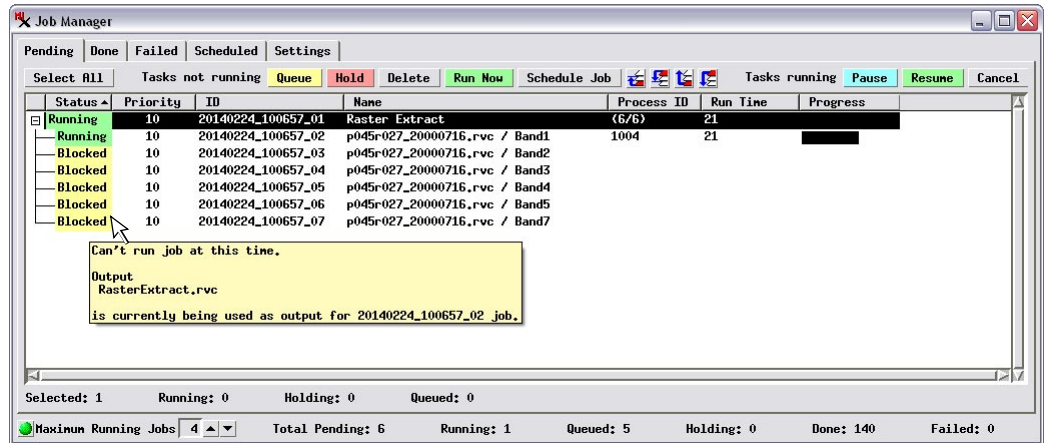 Job Manager
Pending Done Failed Scheduled Settings
Select All Tasks not running Queue Hold Delete Run Now Schedule Job Tasks running Pause Resume Cancel
Status Priority ID Name Process ID Run Time Progress
Running 10 20140224_100657_01 Raster Extract (6/6) 21
Running 10 20140224_100657_02 p045r027_20000716.rvc / Band1 1004 21
Blocked 10 20140224_100657_03 p045r027_20000716.rvc / Band2
Blocked 10 20140224_100657_04 p045r027_20000716.rvc / Band3
Blocked 10 20140224_100657_05 p045r027_20000716.rvc / Band4
Blocked 10 20140224_100657_06 p045r027_20000716.rvc / Band5
Blocked 10 20140224_100657_07 p045r027_20000716.rvc / Band7
Can't run job at this time.
Output
RasterExtract.rvc
is currently being used as output for 20140224_100657_02 job.
Selected: 1 Running: 0 Holding: 0 Queued: 0
Maximum Running Jobs 4 Total Pending: 6 Running: 1 Queued: 5 Holding: 0 Done: 140 Failed: 0